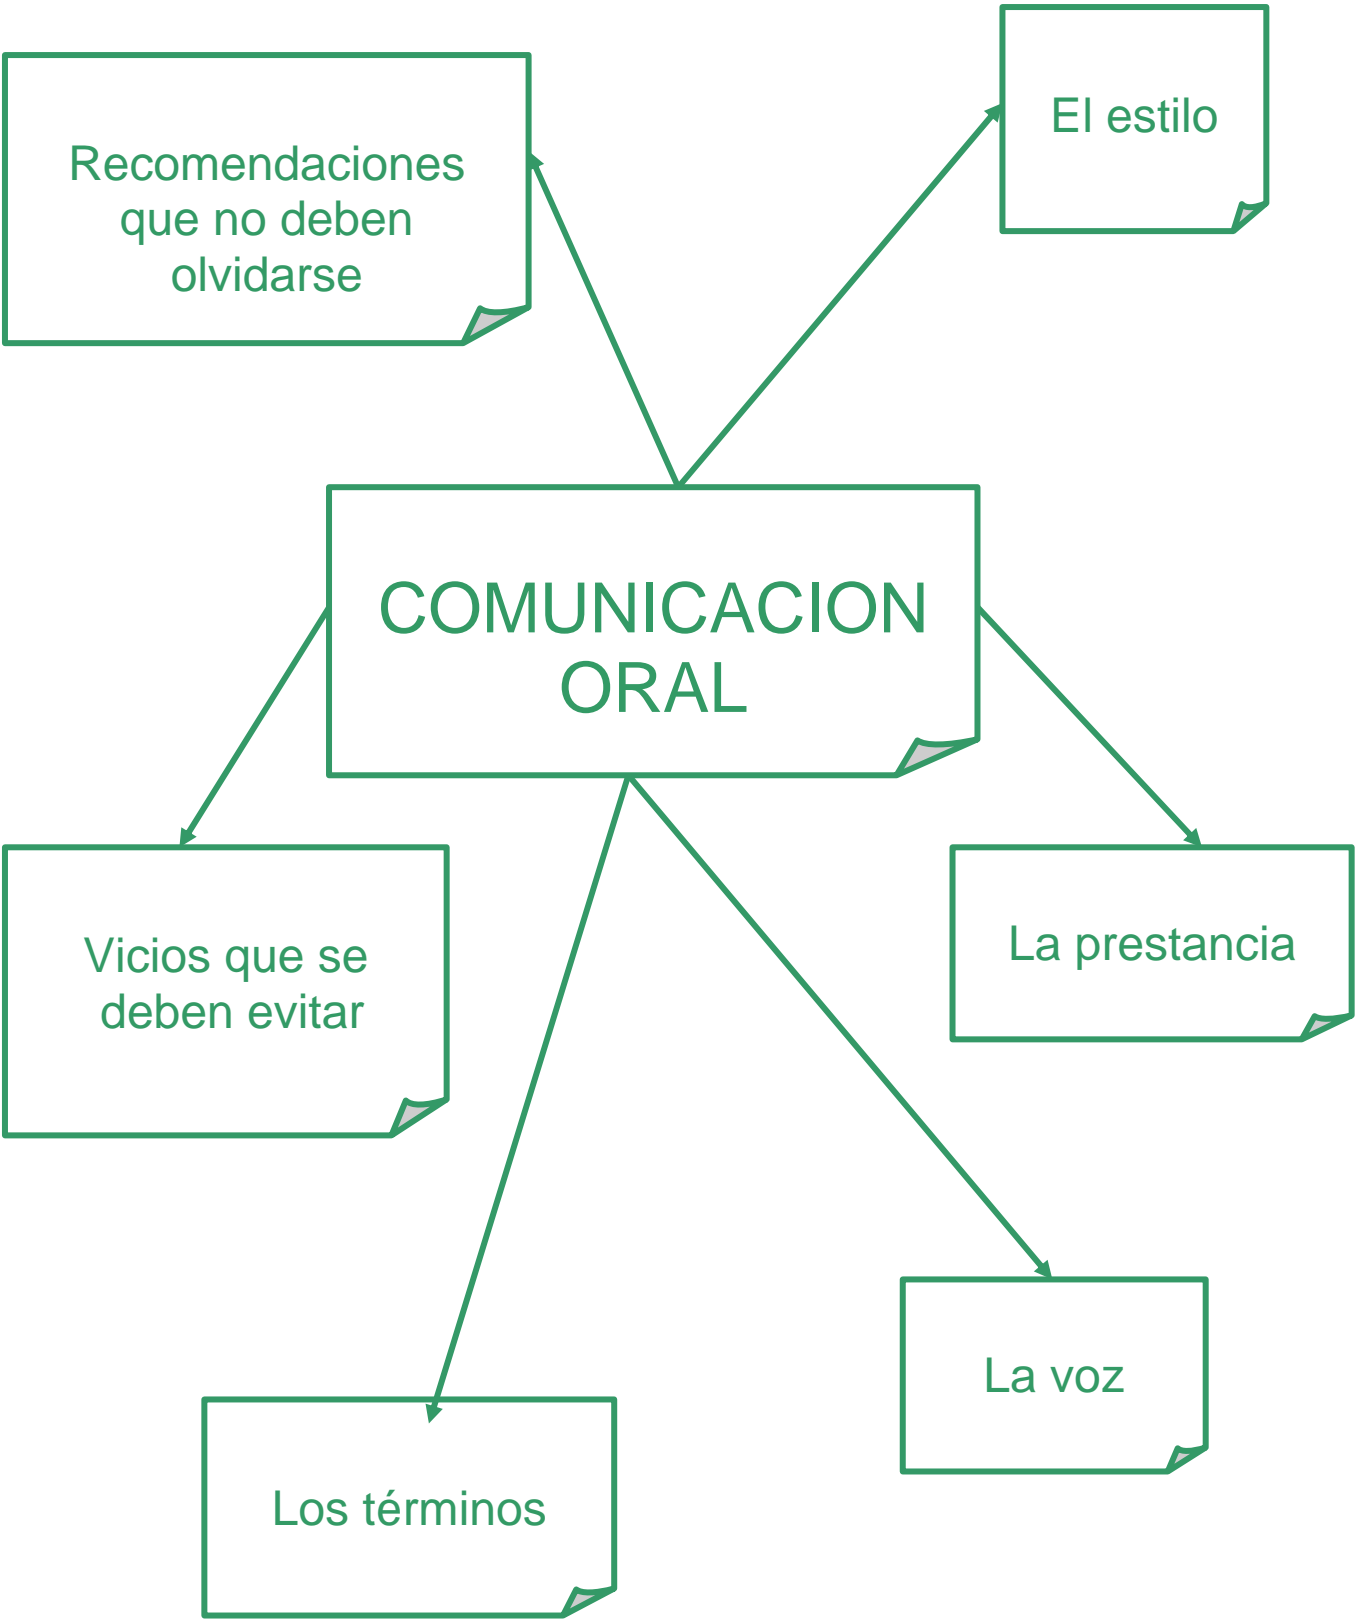 El estilo
Recomendaciones
que no deben
olvidarse
COMUNICACION
ORAL
Vicios que se
deben evitar
La prestancia
La voz
Los términos